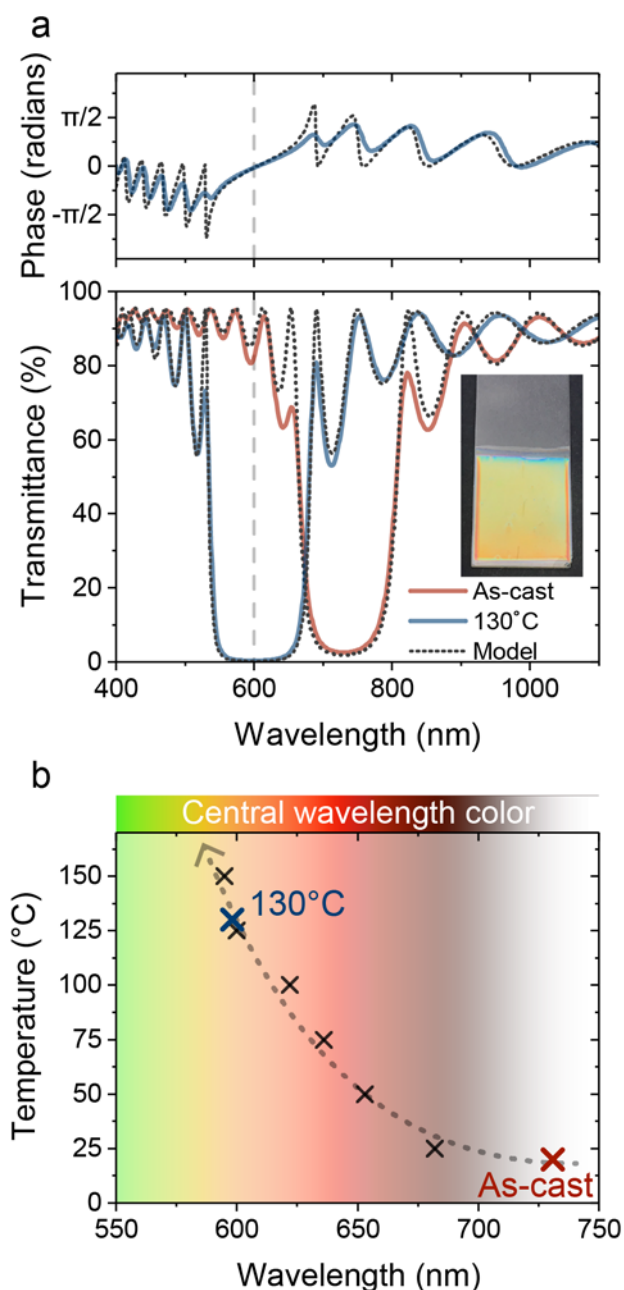 a
Phase (radians)
π/2
0
-π/2
Transmittance (%)
100
80
60
40
20
0
As-cast
130˚C
Model
400 600 800 1000
Wavelength (nm)
b
Central wavelength color
Temperature (°C)
150
125
100
75
50
25
0
130°C
As-cast
550 600 650 700 750
Wavelength (nm)